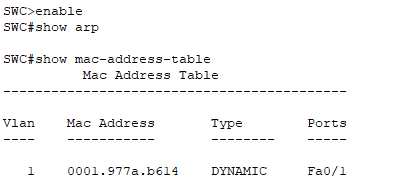 SWC>enable
SWC#show arp
SWC#show mac-address-table
Mac Address Table
-------------------------------------------
Vlan    Mac Address       Type        Ports
----    -----------       --------    -----
1    0001.977a.b614    DYNAMIC     Fa0/1